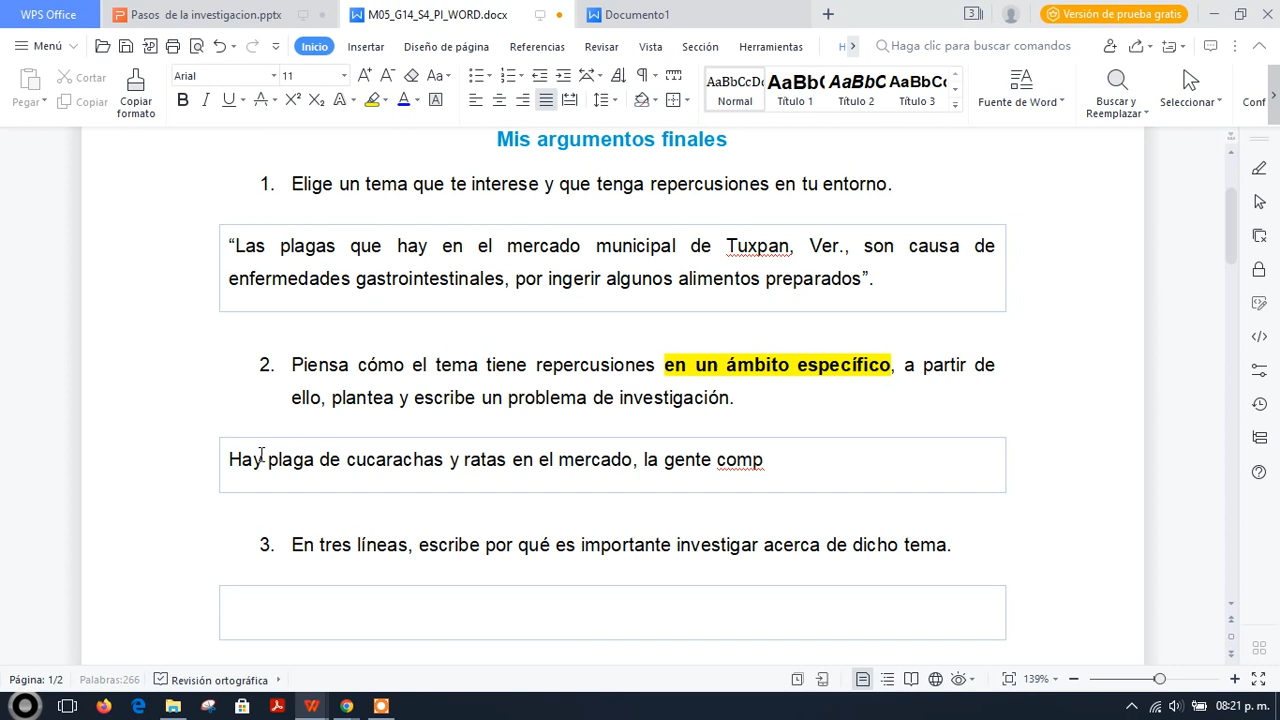 WPS Office
Pasos de la investigacion.pptx
M05_G14_S4_PI_WORD.docx
Documento1
3
Versión de prueba gratis
Menú
Inicio
Insertar
Diseño de página
Referencias
Revisar
Vista
Sección
Herramientas
Haga clic para buscar comandos
Pegar
Cortar
Copiar
Copiar
formato
Arial
11
AaBbCcDc
Normal
AaBb(
Título 1
AaBbC
Título 2
AaBbCc
Título 3
Fuente de Word
Buscar y
Reemplazar
Seleccionar
Conf
Mis argumentos finales
1. Elige un tema que te interese y que tenga repercusiones en tu entorno.
“Las plagas que hay en el mercado municipal de Tuxpan, Ver., son causa de
enfermedades gastrointestinales, por ingerir algunos alimentos preparados”.
2. Piensa cómo el tema tiene repercusiones en un ámbito específico, a partir de
ello, plantea y escribe un problema de investigación.
Hay plaga de cucarachas y ratas en el mercado, la gente comp
3. En tres líneas, escribe por qué es importante investigar acerca de dicho tema.
Página: 1/2
Palabras:266
Revisión ortográfica
139%
08:21 p. m.